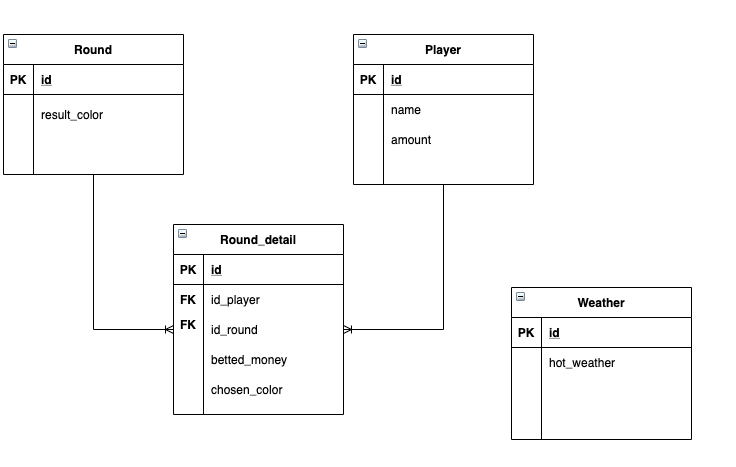 Round
PK id
result_color
Player
PK id
name
amount
Round_detail
PK id
FK id_player
FK id_round
betted_money
chosen_color
Weather
PK id
hot_weather